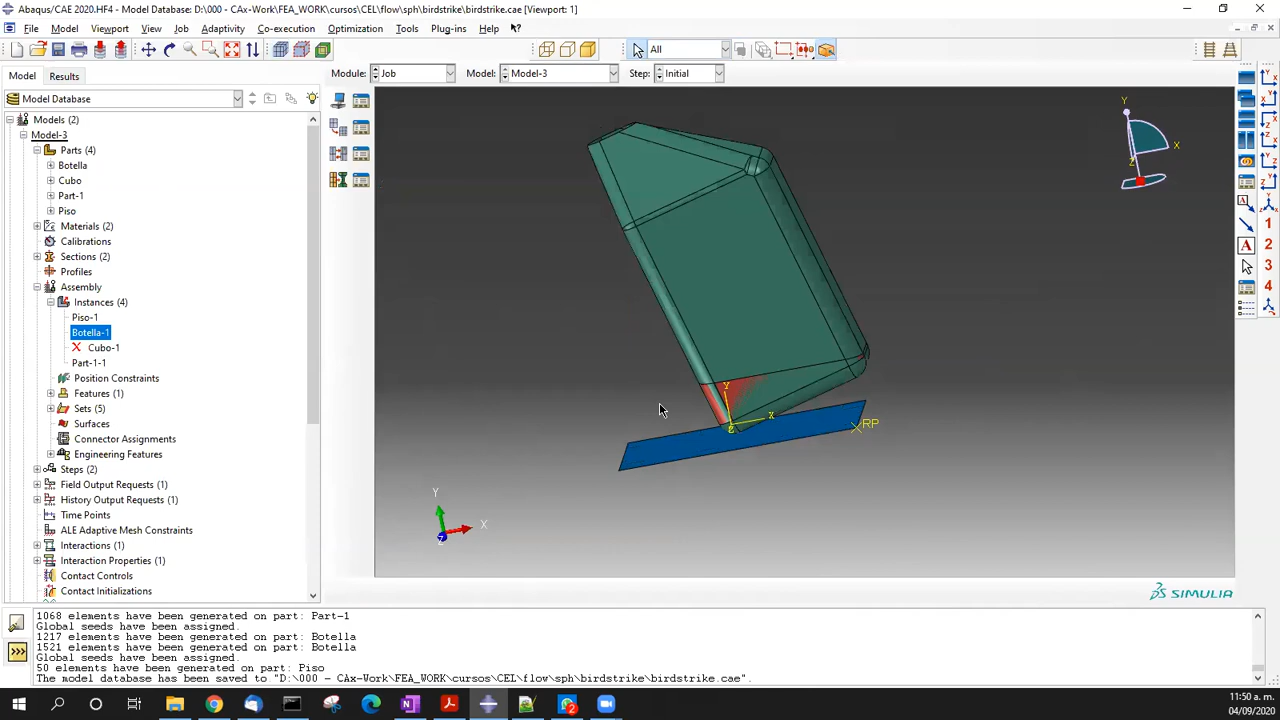 Abaqus/CAE 2020.HF4 - Model Database: D:\000 - CAx-Work\FEA_WORK\cursos\CEL\flow\sph\birdstrike\birdstrike.cae [Viewport: 1]
File Model Viewport View Job Adaptivity Co-execution Optimization Tools Plug-ins Help
All
Model Results
Module: Job Model: Model-3 Step: Initial
Model Database
Models (2)
Model-3
Parts (4)
Botella
Cubo
Part-1
Piso
Materials (2)
Calibrations
Sections (2)
Profiles
Assembly
Instances (4)
Piso-1
Botella-1
X Cubo-1
Part-1-1
Position Constraints
Features (1)
Sets (5)
Surfaces
Connector Assignments
Engineering Features
Steps (2)
Field Output Requests (1)
History Output Requests (1)
Time Points
ALE Adaptive Mesh Constraints
Interactions (1)
Interaction Properties (1)
Contact Controls
Contact Initializations
Y
X
Z
Y
X
Z
RP
Y
X
Z
1
2
A
3
4
SIMULIA
1068 elements have been generated on part: Part-1
Global seeds have been assigned.
1217 elements have been generated on part: Botella
1521 elements have been generated on part: Botella
Global seeds have been assigned.
50 elements have been generated on part: Piso
The model database has been saved to "D:\000 - CAx-Work\FEA_WORK\cursos\CEL\flow\sph\birdstrike\birdstrike.cae".
>>>
11:50 a. m.
04/09/2020